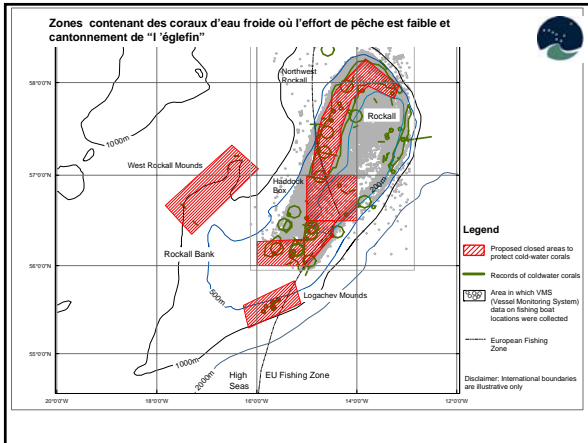 Zones contenant des coraux d'eau froide où l'effort de pêche est faible et
cantonnement de "l 'églefin"
58°0'0"N
57°0'0"N
56°0'0"N
55°0'0"N
20°0'0"W
18°0'0"W
16°0'0"W
14°0'0"W
12°0'0"W
Northwest
Rockall
Rockall
1000m
West Rockall Mounds
Haddock
Box
200m
Rockall Bank
500m
Logachev Mounds
1000m
2000m
High
Seas
EU Fishing Zone
Legend
Proposed closed areas to
protect cold-water corals
Records of coldwater corals
Area in which VMS
(Vessel Monitoring System)
data on fishing boat
locations were collected
European Fishing
Zone
Disclaimer: International boundaries
are illustrative only